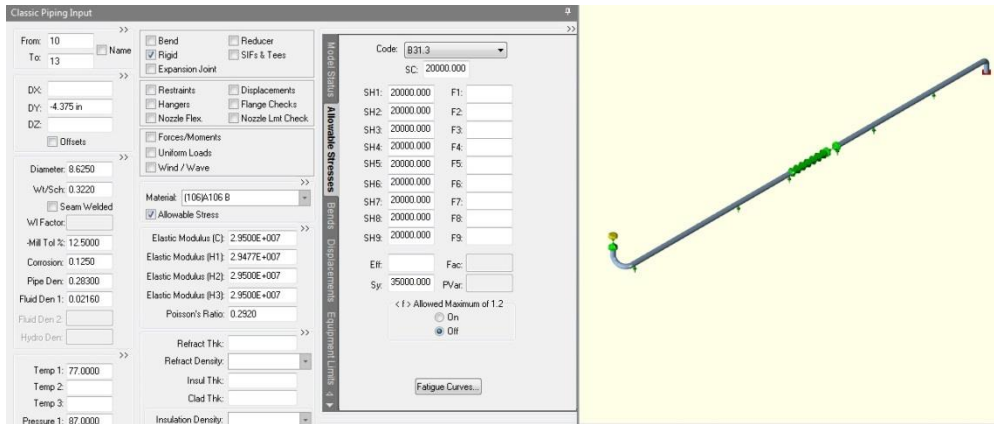 Classic Piping Input
>>
From: 10
Name
To: 13
>>
DX:
DY: -4.375 in
DZ:
Offsets
>>
Diameter: 8.6250
Wt/Sch: 0.3220
Seam Welded
Wl Factor:
-Mill Tol %: 12.5000
Corrosion: 0.1250
Pipe Den: 0.28300
Fluid Den 1: 0.02160
Fluid Den 2:
Hydro Den:
>>
Temp 1: 77.0000
Temp 2:
Temp 3:
Pressure 1: 87.0000
Bend Reducer
Rigid SIFs & Tees
Expansion Joint
Restraints Displacements
Hangers Flange Checks
Nozzle Flex. Nozzle Lmt Check
Forces/Moments
Uniform Loads
Wind / Wave
>>
Material: (106)A106 B
Allowable Stress
>>
Elastic Modulus (C): 2.9500E+007
Elastic Modulus (H1): 2.9477E+007
Elastic Modulus (H2): 2.9500E+007
Elastic Modulus (H3): 2.9500E+007
Poisson's Ratio: 0.2920
>>
Refract Thk:
Refract Density:
Insul Thk:
Clad Thk:
Insulation Density:
>>
Model Status
Allowable Stresses
Bends
Displacements
Equipment Limits
Code: B31.3
SC: 20000.000
SH1: 20000.000 F1:
SH2: 20000.000 F2:
SH3: 20000.000 F3:
SH4: 20000.000 F4:
SH5: 20000.000 F5:
SH6: 20000.000 F6:
SH7: 20000.000 F7:
SH8: 20000.000 F8:
SH9: 20000.000 F9:
Eff: Fac:
Sy: 35000.000 PVar:
< f > Allowed Maximum of 1.2
On
Off
Fatigue Curves...